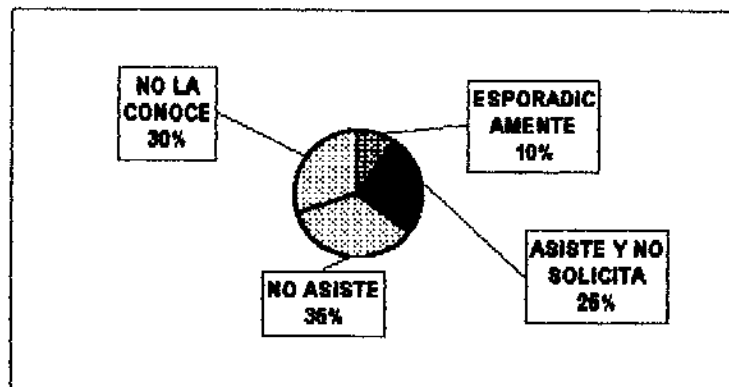 NO LA
CONOCE
30%
ESPORADIC
AMENTE
10%
ASISTE Y NO
SOLICITA
25%
NO ASISTE
35%